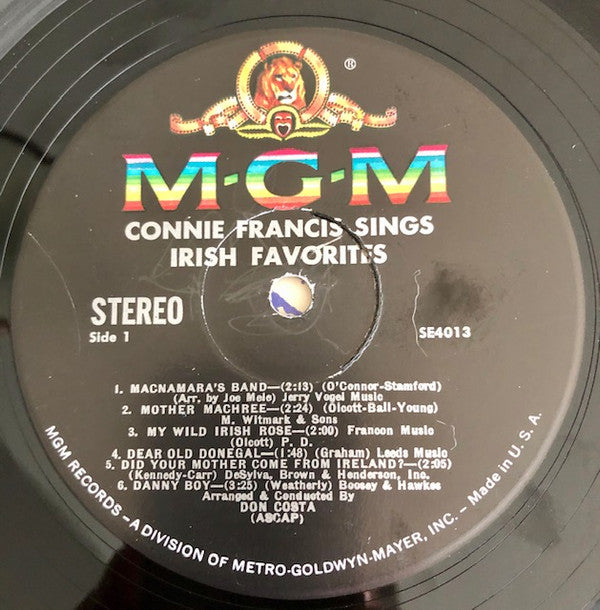 ®
M-G-M
CONNIE FRANCIS SINGS
IRISH FAVORITES
STEREO
Side 1
SE4013
1. MACNAMARA'S BAND—(2:13) (O'Connor-Stamford)
(Arr. by Joe Mele) Jerry Vogel Music
2. MOTHER MACHREE—(2:24) (Olcott-Ball-Young)
M. Witmark & Sons
3. MY WILD IRISH ROSE—(2:00) Francon Music
(Olcott) P. D.
4. DEAR OLD DONEGAL—(1:48) (Graham) Leeds Music
5. DID YOUR MOTHER COME FROM IRELAND?—(2:05)
(Kennedy-Carr) DeSylva, Brown & Henderson, Inc.
6. DANNY BOY—(3:25) (Weatherly) Boosey & Hawkes
Arranged & Conducted By
DON COSTA
(ASCAP)
MGM RECORDS – A DIVISION OF METRO-GOLDWYN-MAYER, INC. – Made in U. S. A.